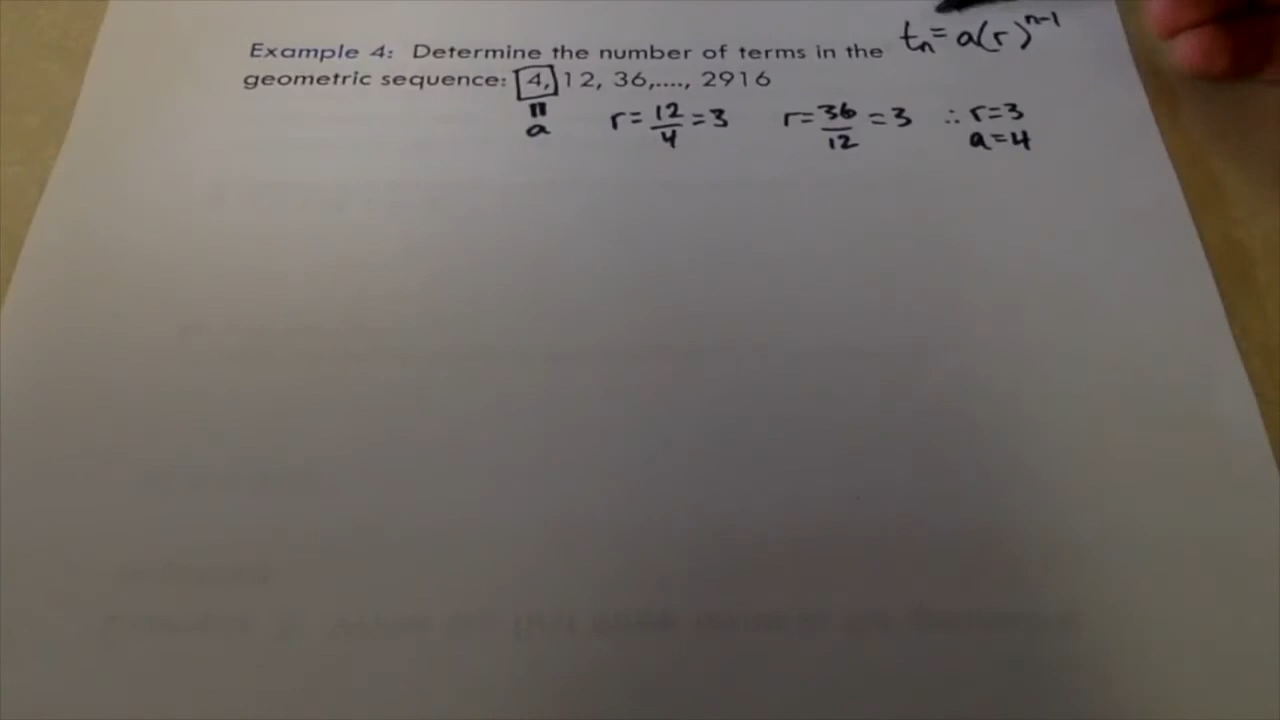 Example 4: Determine the number of terms in the
tn = a(r)^n-1
geometric sequence: 4, 12, 36,...., 2916
a
r = 12/4 = 3
r = 36/12 = 3
∴ r = 3
a = 4